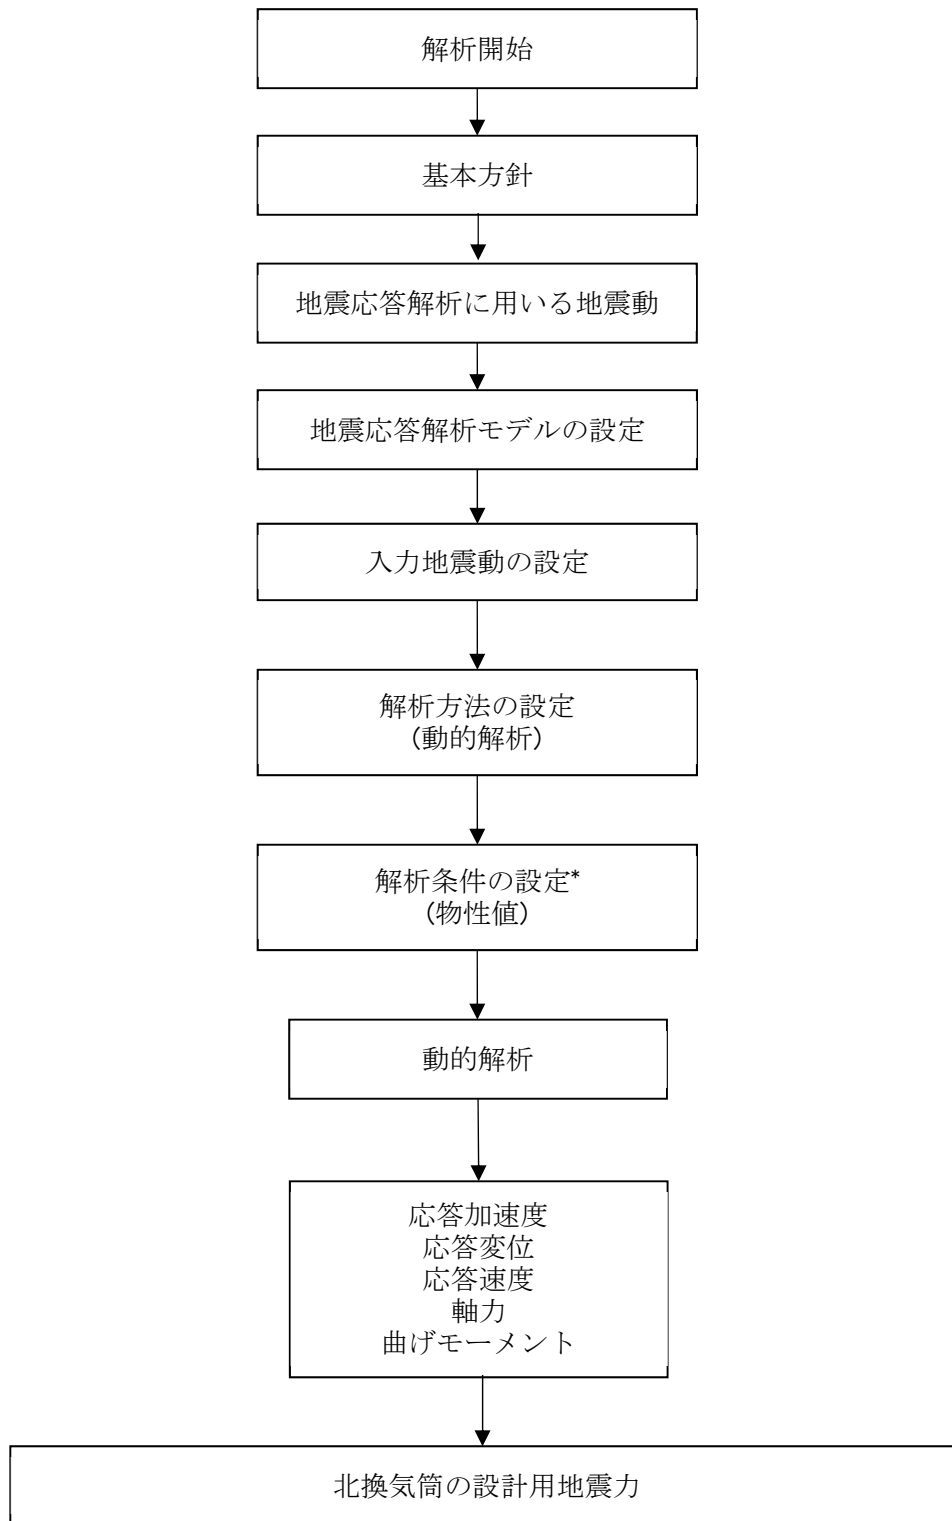 解析開始
基本方針
地震応答解析に用いる地震動
地震応答解析モデルの設定
入力地震動の設定
解析方法の設定
(動的解析)
解析条件の設定*
(物性値)
動的解析
応答加速度
応答変位
応答速度
軸力
曲げモーメント
北換気筒の設計用地震力